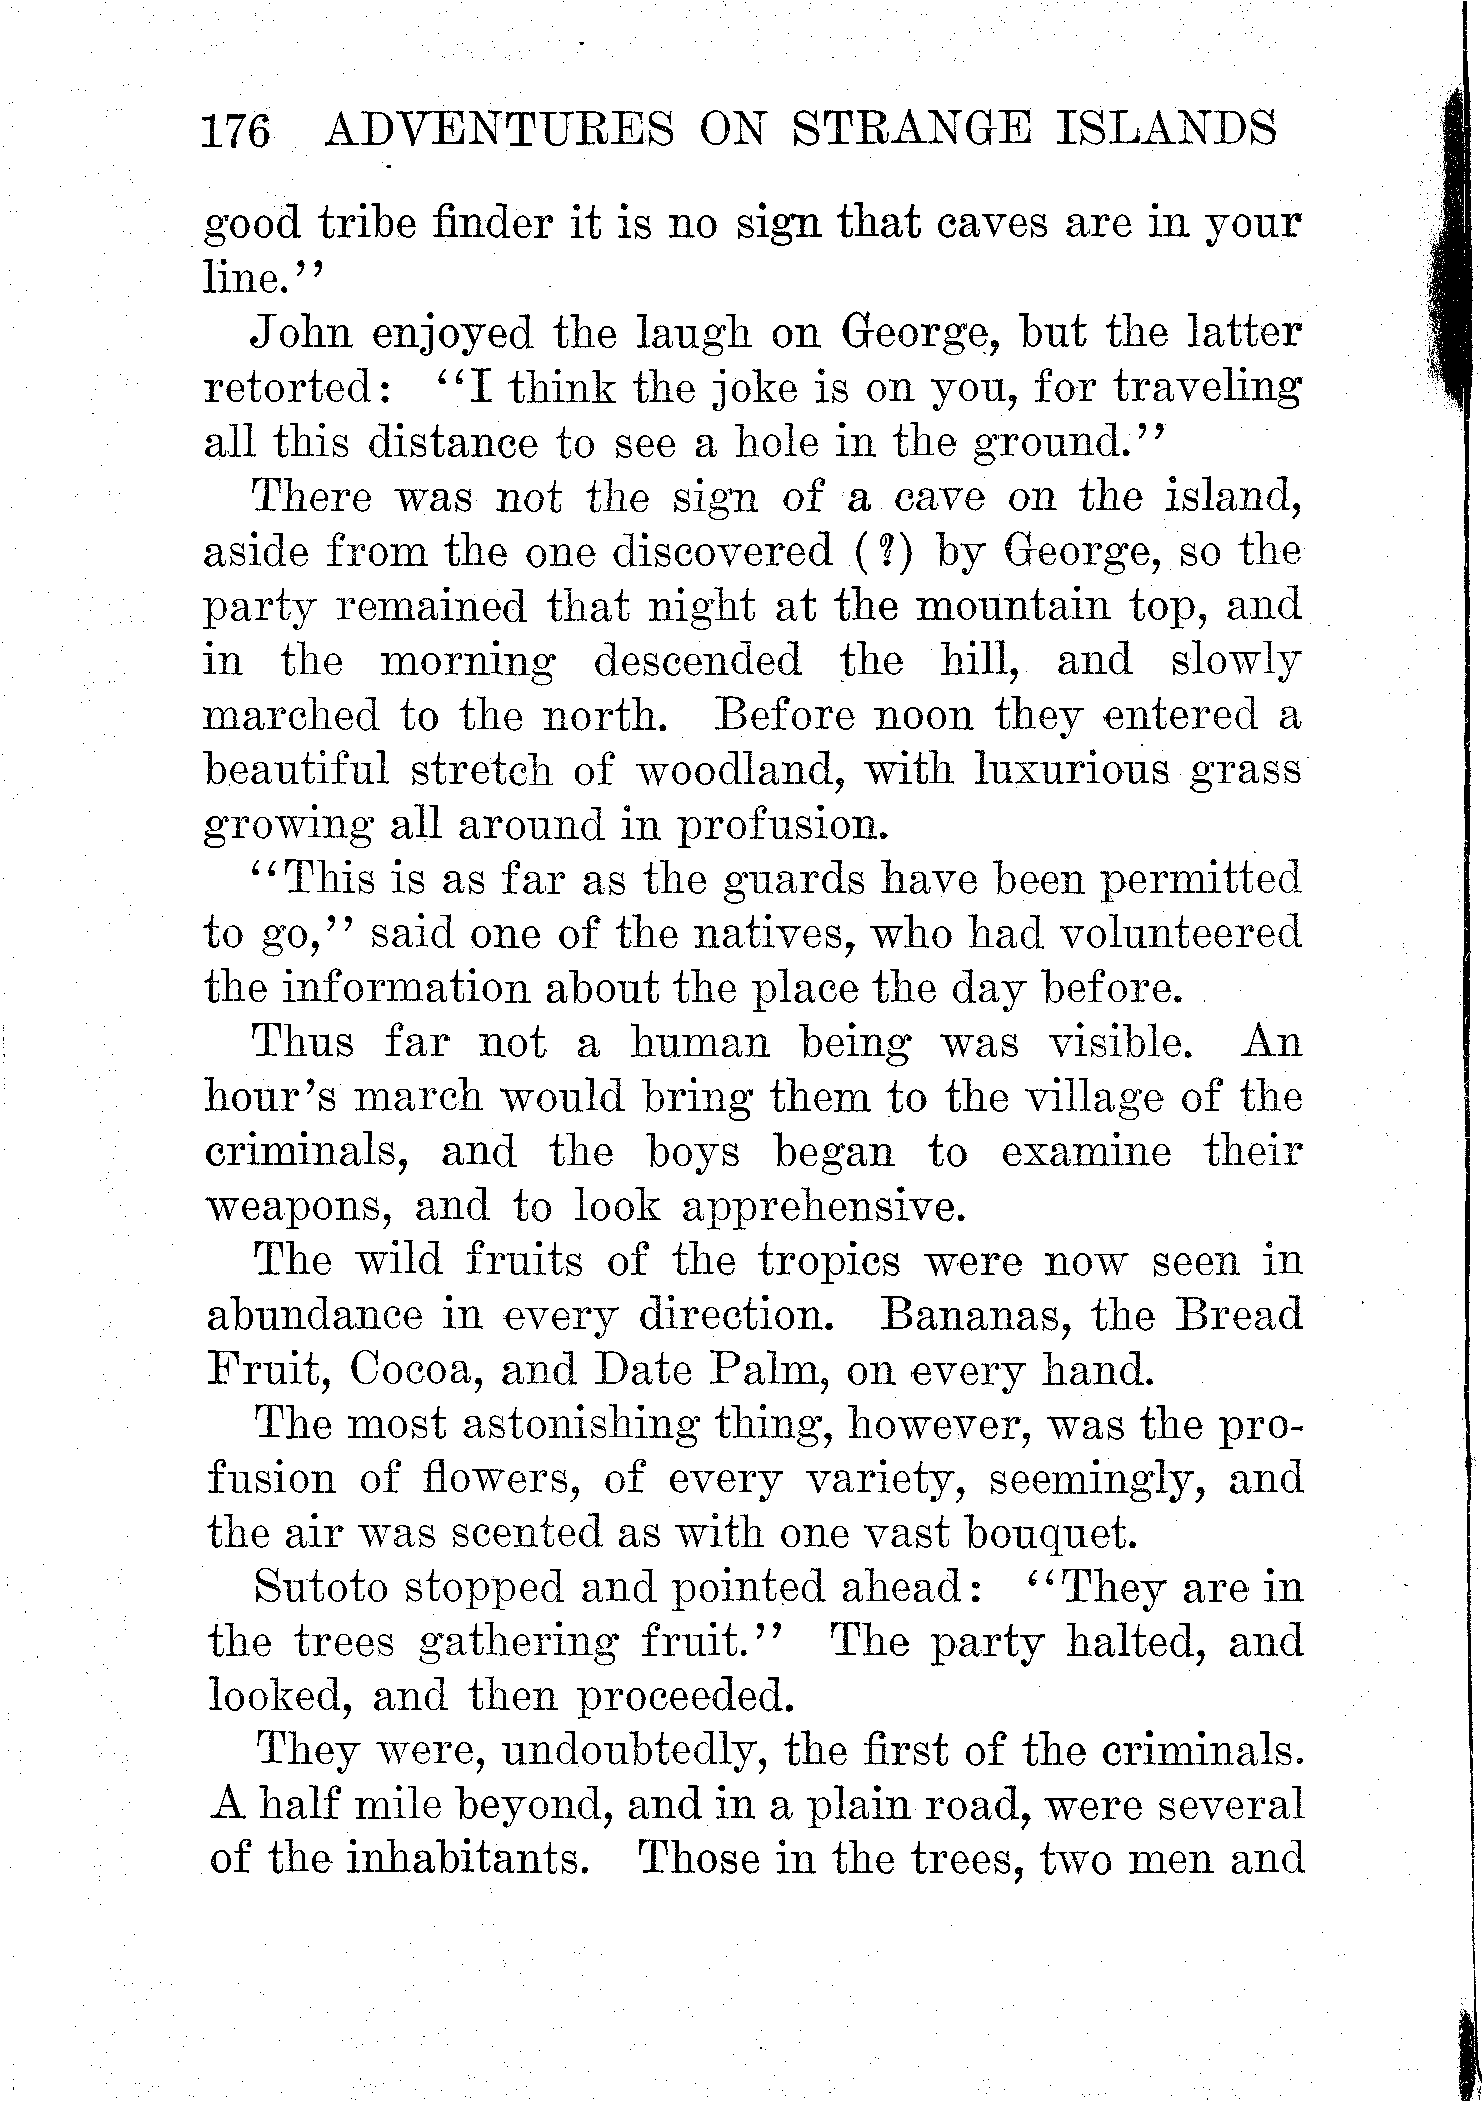 176 ADVENTURES ON STRANGE ISLANDS
good tribe finder it is no sign that caves are in your
line."
John enjoyed the laugh on George, but the latter
retorted: "I think the joke is on you, for traveling
all this distance to see a hole in the ground."
There was not the sign of a cave on the island,
aside from the one discovered (?) by George, so the
party remained that night at the mountain top, and
in the morning descended the hill, and slowly
marched to the north. Before noon they entered a
beautiful stretch of woodland, with luxurious grass
growing all around in profusion.
"This is as far as the guards have been permitted
to go," said one of the natives, who had volunteered
the information about the place the day before.
Thus far not a human being was visible. An
hour's march would bring them to the village of the
criminals, and the boys began to examine their
weapons, and to look apprehensive.
The wild fruits of the tropics were now seen in
abundance in every direction. Bananas, the Bread
Fruit, Cocoa, and Date Palm, on every hand.
The most astonishing thing, however, was the pro-
fusion of flowers, of every variety, seemingly, and
the air was scented as with one vast bouquet.
Sutoto stopped and pointed ahead: "They are in
the trees gathering fruit." The party halted, and
looked, and then proceeded.
They were, undoubtedly, the first of the criminals.
A half mile beyond, and in a plain road, were several
of the inhabitants. Those in the trees, two men and